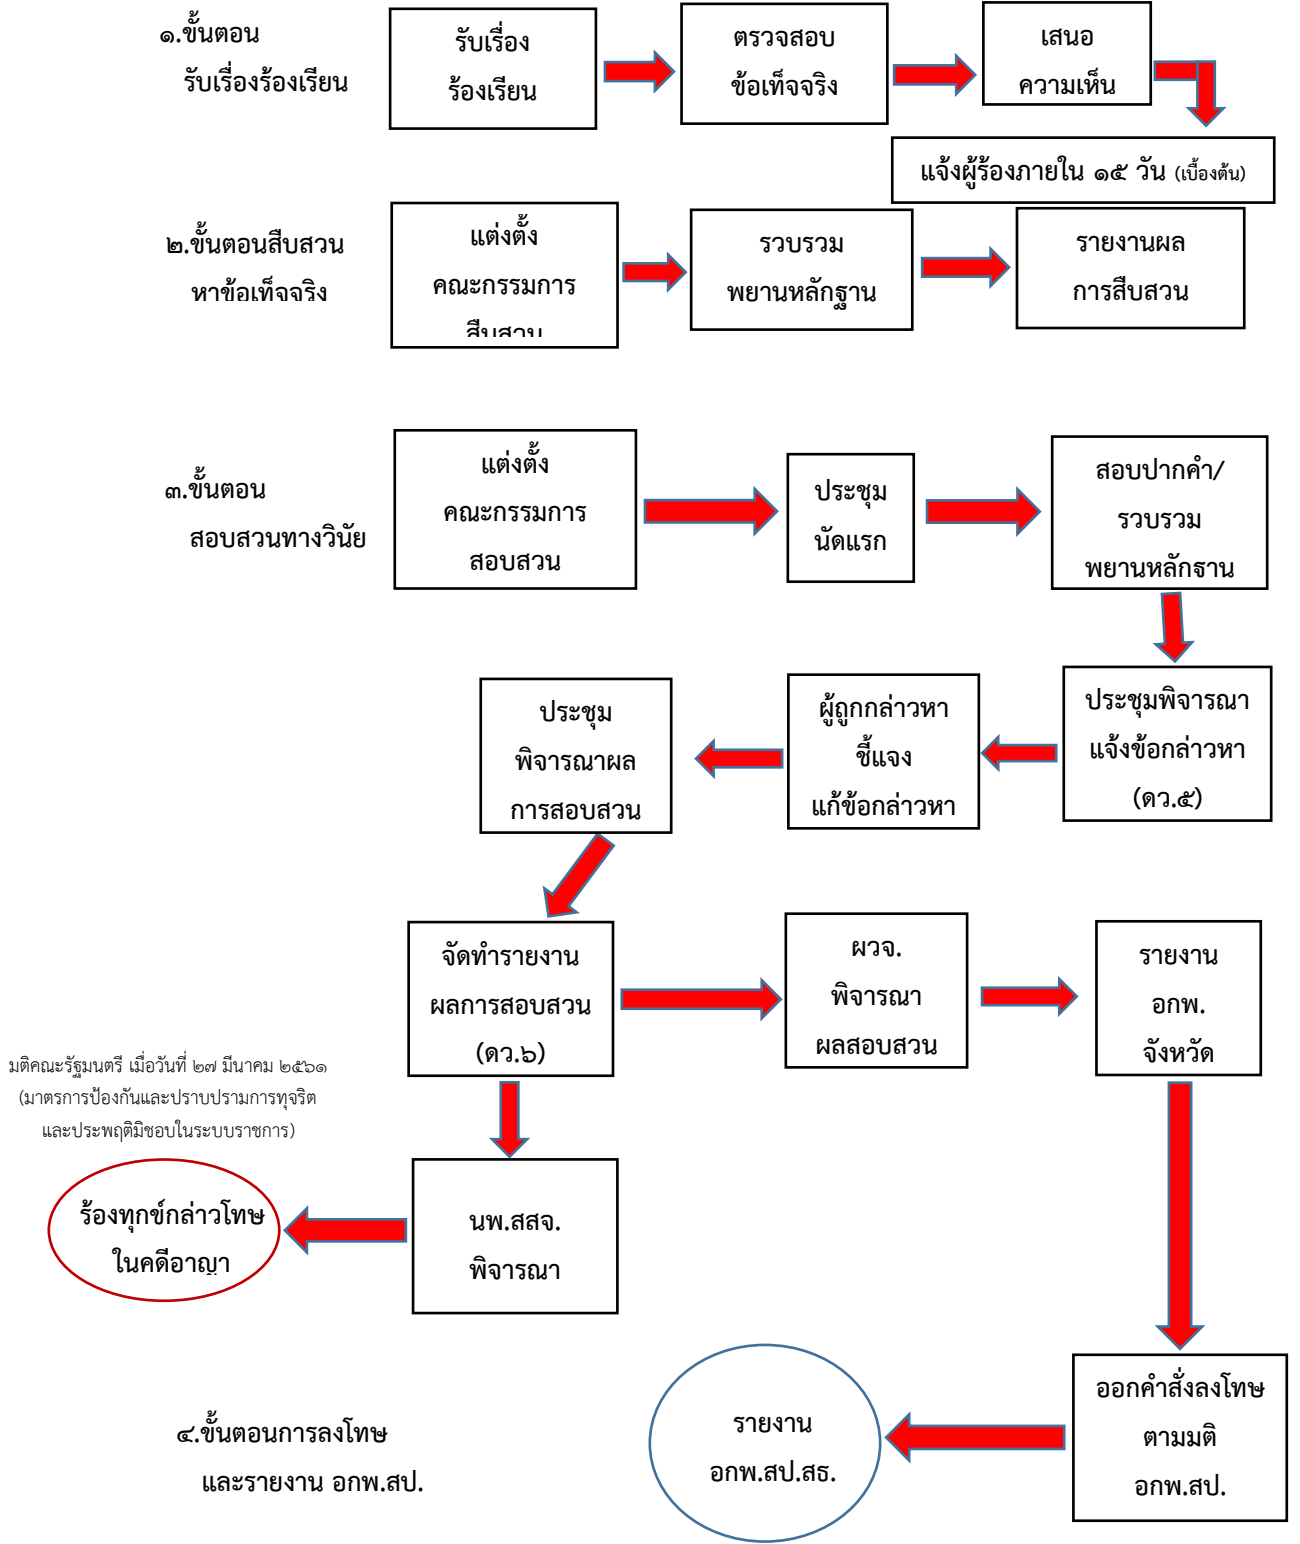 ๑.ขั้นตอน
รับเรื่องร้องเรียน
รับเรื่อง
ร้องเรียน
ตรวจสอบ
ข้อเท็จจริง
เสนอ
ความเห็น
แจ้งผู้ร้องภายใน ๑๕ วัน (เบื้องต้น)
๒.ขั้นตอนสืบสวน
หาข้อเท็จจริง
แต่งตั้ง
คณะกรรมการ
สืบสวน
รวบรวม
พยานหลักฐาน
รายงานผล
การสืบสวน
๓.ขั้นตอน
สอบสวนทางวินัย
แต่งตั้ง
คณะกรรมการ
สอบสวน
ประชุม
นัดแรก
สอบปากคำ/
รวบรวม
พยานหลักฐาน
ประชุมพิจารณา
แจ้งข้อกล่าวหา
(ดว.๕)
ผู้ถูกกล่าวหา
ชี้แจง
แก้ข้อกล่าวหา
ประชุม
พิจารณาผล
การสอบสวน
จัดทำรายงาน
ผลการสอบสวน
(ดว.๖)
ผวจ.
พิจารณา
ผลสอบสวน
รายงาน
อกพ.
จังหวัด
มติคณะรัฐมนตรี เมื่อวันที่ ๒๗ มีนาคม ๒๕๖๑
(มาตรการป้องกันและปราบปรามการทุจริต
และประพฤติมิชอบในระบบราชการ)
ร้องทุกข์กล่าวโทษ
ในคดีอาญา
นพ.สสจ.
พิจารณา
๔.ขั้นตอนการลงโทษ
และรายงาน อกพ.สป.
รายงาน
อกพ.สป.สธ.
ออกคำสั่งลงโทษ
ตามมติ
อกพ.สป.